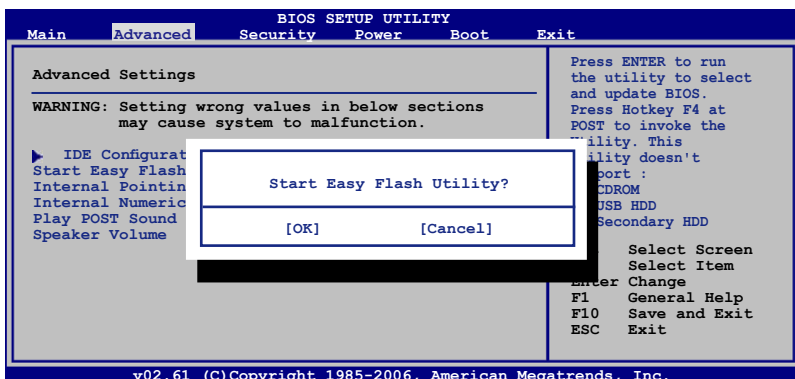 BIOS SETUP UTILITY
Main Advanced Security Power Boot Exit
Advanced Settings
WARNING: Setting wrong values in below sections
may cause system to malfunction.
IDE Configurat
Start Easy Flash
Internal Pointin
Internal Numeric
Play POST Sound
Speaker Volume
Start Easy Flash Utility?
[OK] [Cancel]
Press ENTER to run
the utility to select
and update BIOS.
Press Hotkey F4 at
POST to invoke the
This
doesn't
:
CDROM
USB HDD
Secondary HDD
Select Screen
Select Item
Enter Change
F1 General Help
F10 Save and Exit
ESC Exit
v02.61 (C)Copyright 1985-2006, American Megatrends, Inc.